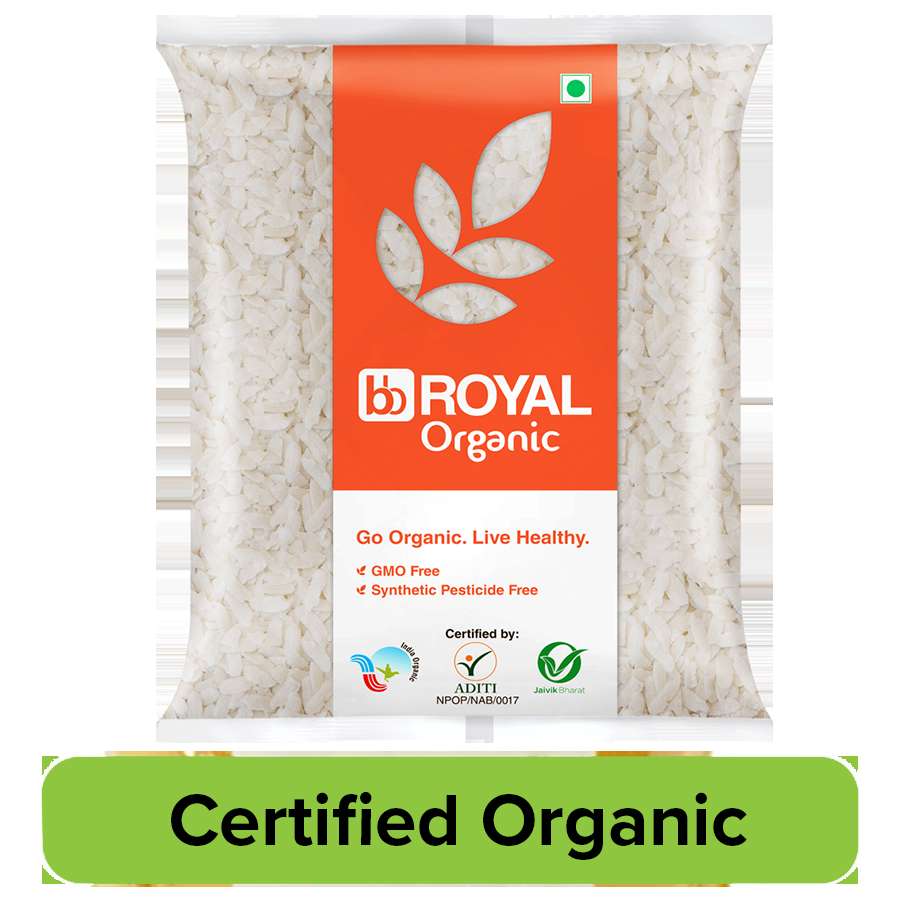 bb ROYAL
Organic
Go Organic. Live Healthy.
GMO Free
Synthetic Pesticide Free
Certified by:
India Organic
ADITI
NPOP/NAB/0017
Jaivik Bharat
Certified Organic